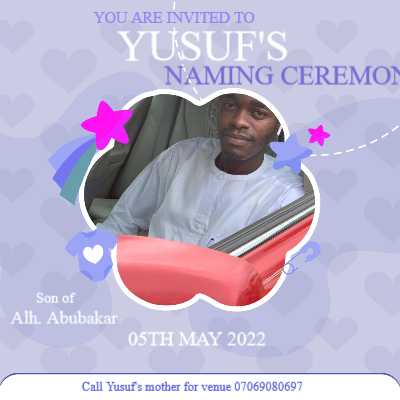 YOU ARE INVITED TO
YUSUF'S
NAMING CEREMON
Son of
Alh. Abubakar
05TH MAY 2022
Call Yusuf's mother for venue 07069080697